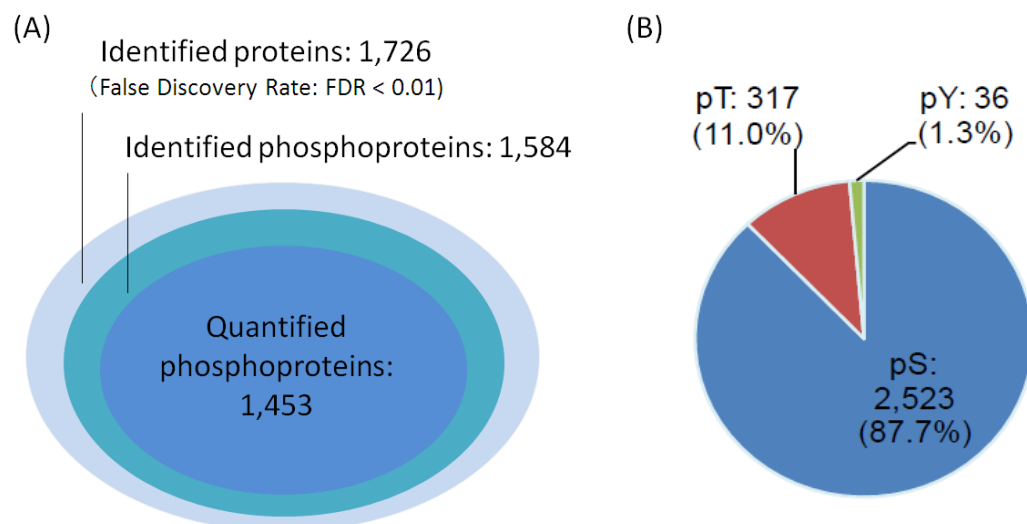 (A)
Identified proteins: 1,726
(False Discovery Rate: FDR < 0.01)
Identified phosphoproteins: 1,584
Quantified
phosphoproteins:
1,453
(B)
pT: 317
(11.0%)
pY: 36
(1.3%)
pS:
2,523
(87.7%)